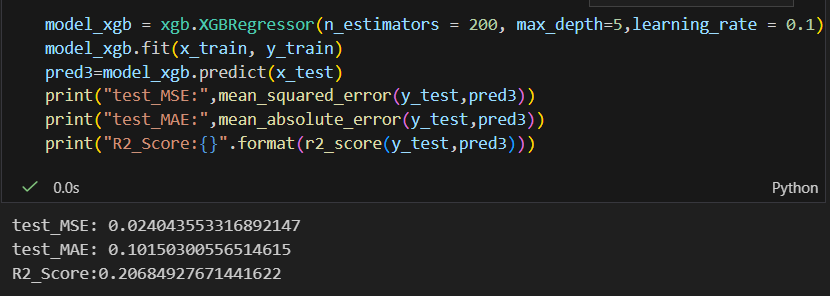 model_xgb = xgb.XGBRegressor(n_estimators = 200, max_depth=5,learning_rate = 0.1)
model_xgb.fit(x_train, y_train)
pred3=model_xgb.predict(x_test)
print("test_MSE:",mean_squared_error(y_test,pred3))
print("test_MAE:",mean_absolute_error(y_test,pred3))
print("R2_Score:{}".format(r2_score(y_test,pred3)))
0.0s Python
test_MSE: 0.024043553316892147
test_MAE: 0.10150300556514615
R2_Score:0.20684927671441622